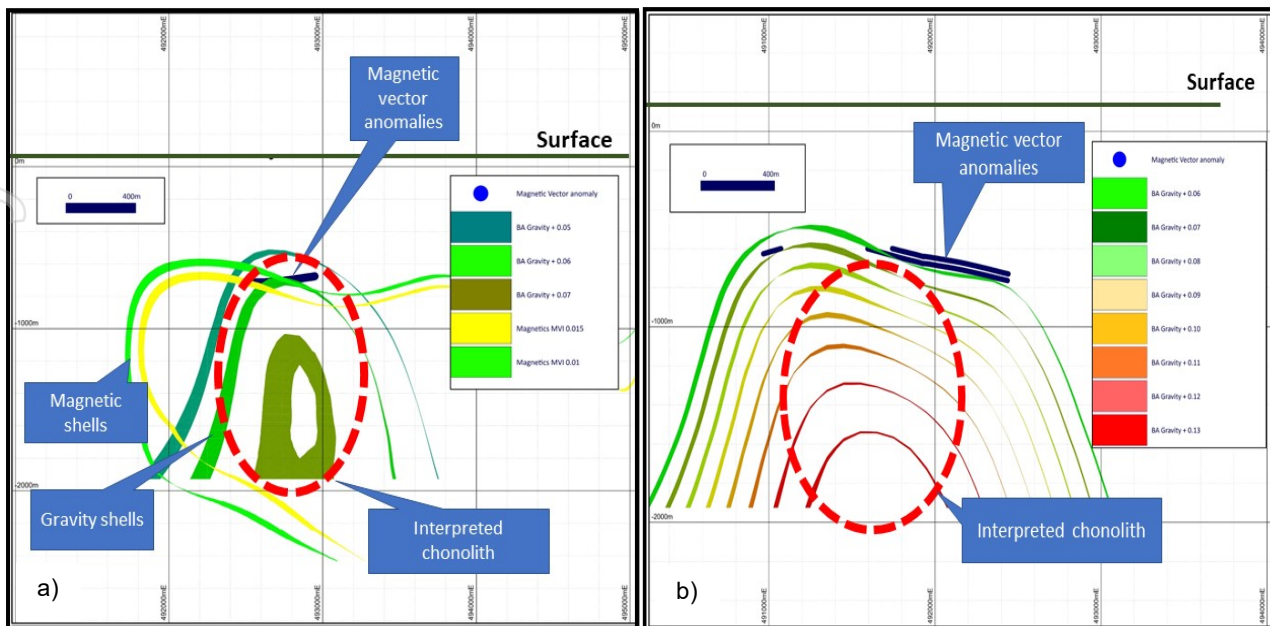 492000mE
493000mE
494000mE
495000mE
Magnetic
vector
anomalies
Surface
0m
0
400m
Magnetic Vector anomaly
BA Gravity + 0.05
BA Gravity + 0.06
BA Gravity + 0.07
Magnetics MVI 0.015
Magnetics MVI 0.01
-1000m
Magnetic
shells
-2000m
Gravity shells
Interpreted
chonolith
a)
492000mE
493000mE
494000mE
495000mE
491000mE
492000mE
493000mE
494000mE
Surface
0m
Magnetic vector
anomalies
0
400m
Magnetic Vector anomaly
BA Gravity + 0.06
BA Gravity + 0.07
BA Gravity + 0.08
BA Gravity + 0.09
BA Gravity + 0.10
BA Gravity + 0.11
BA Gravity + 0.12
BA Gravity + 0.13
-1000m
-2000m
Interpreted chonolith
b)
491000mE
492000mE
493000mE
494000mE